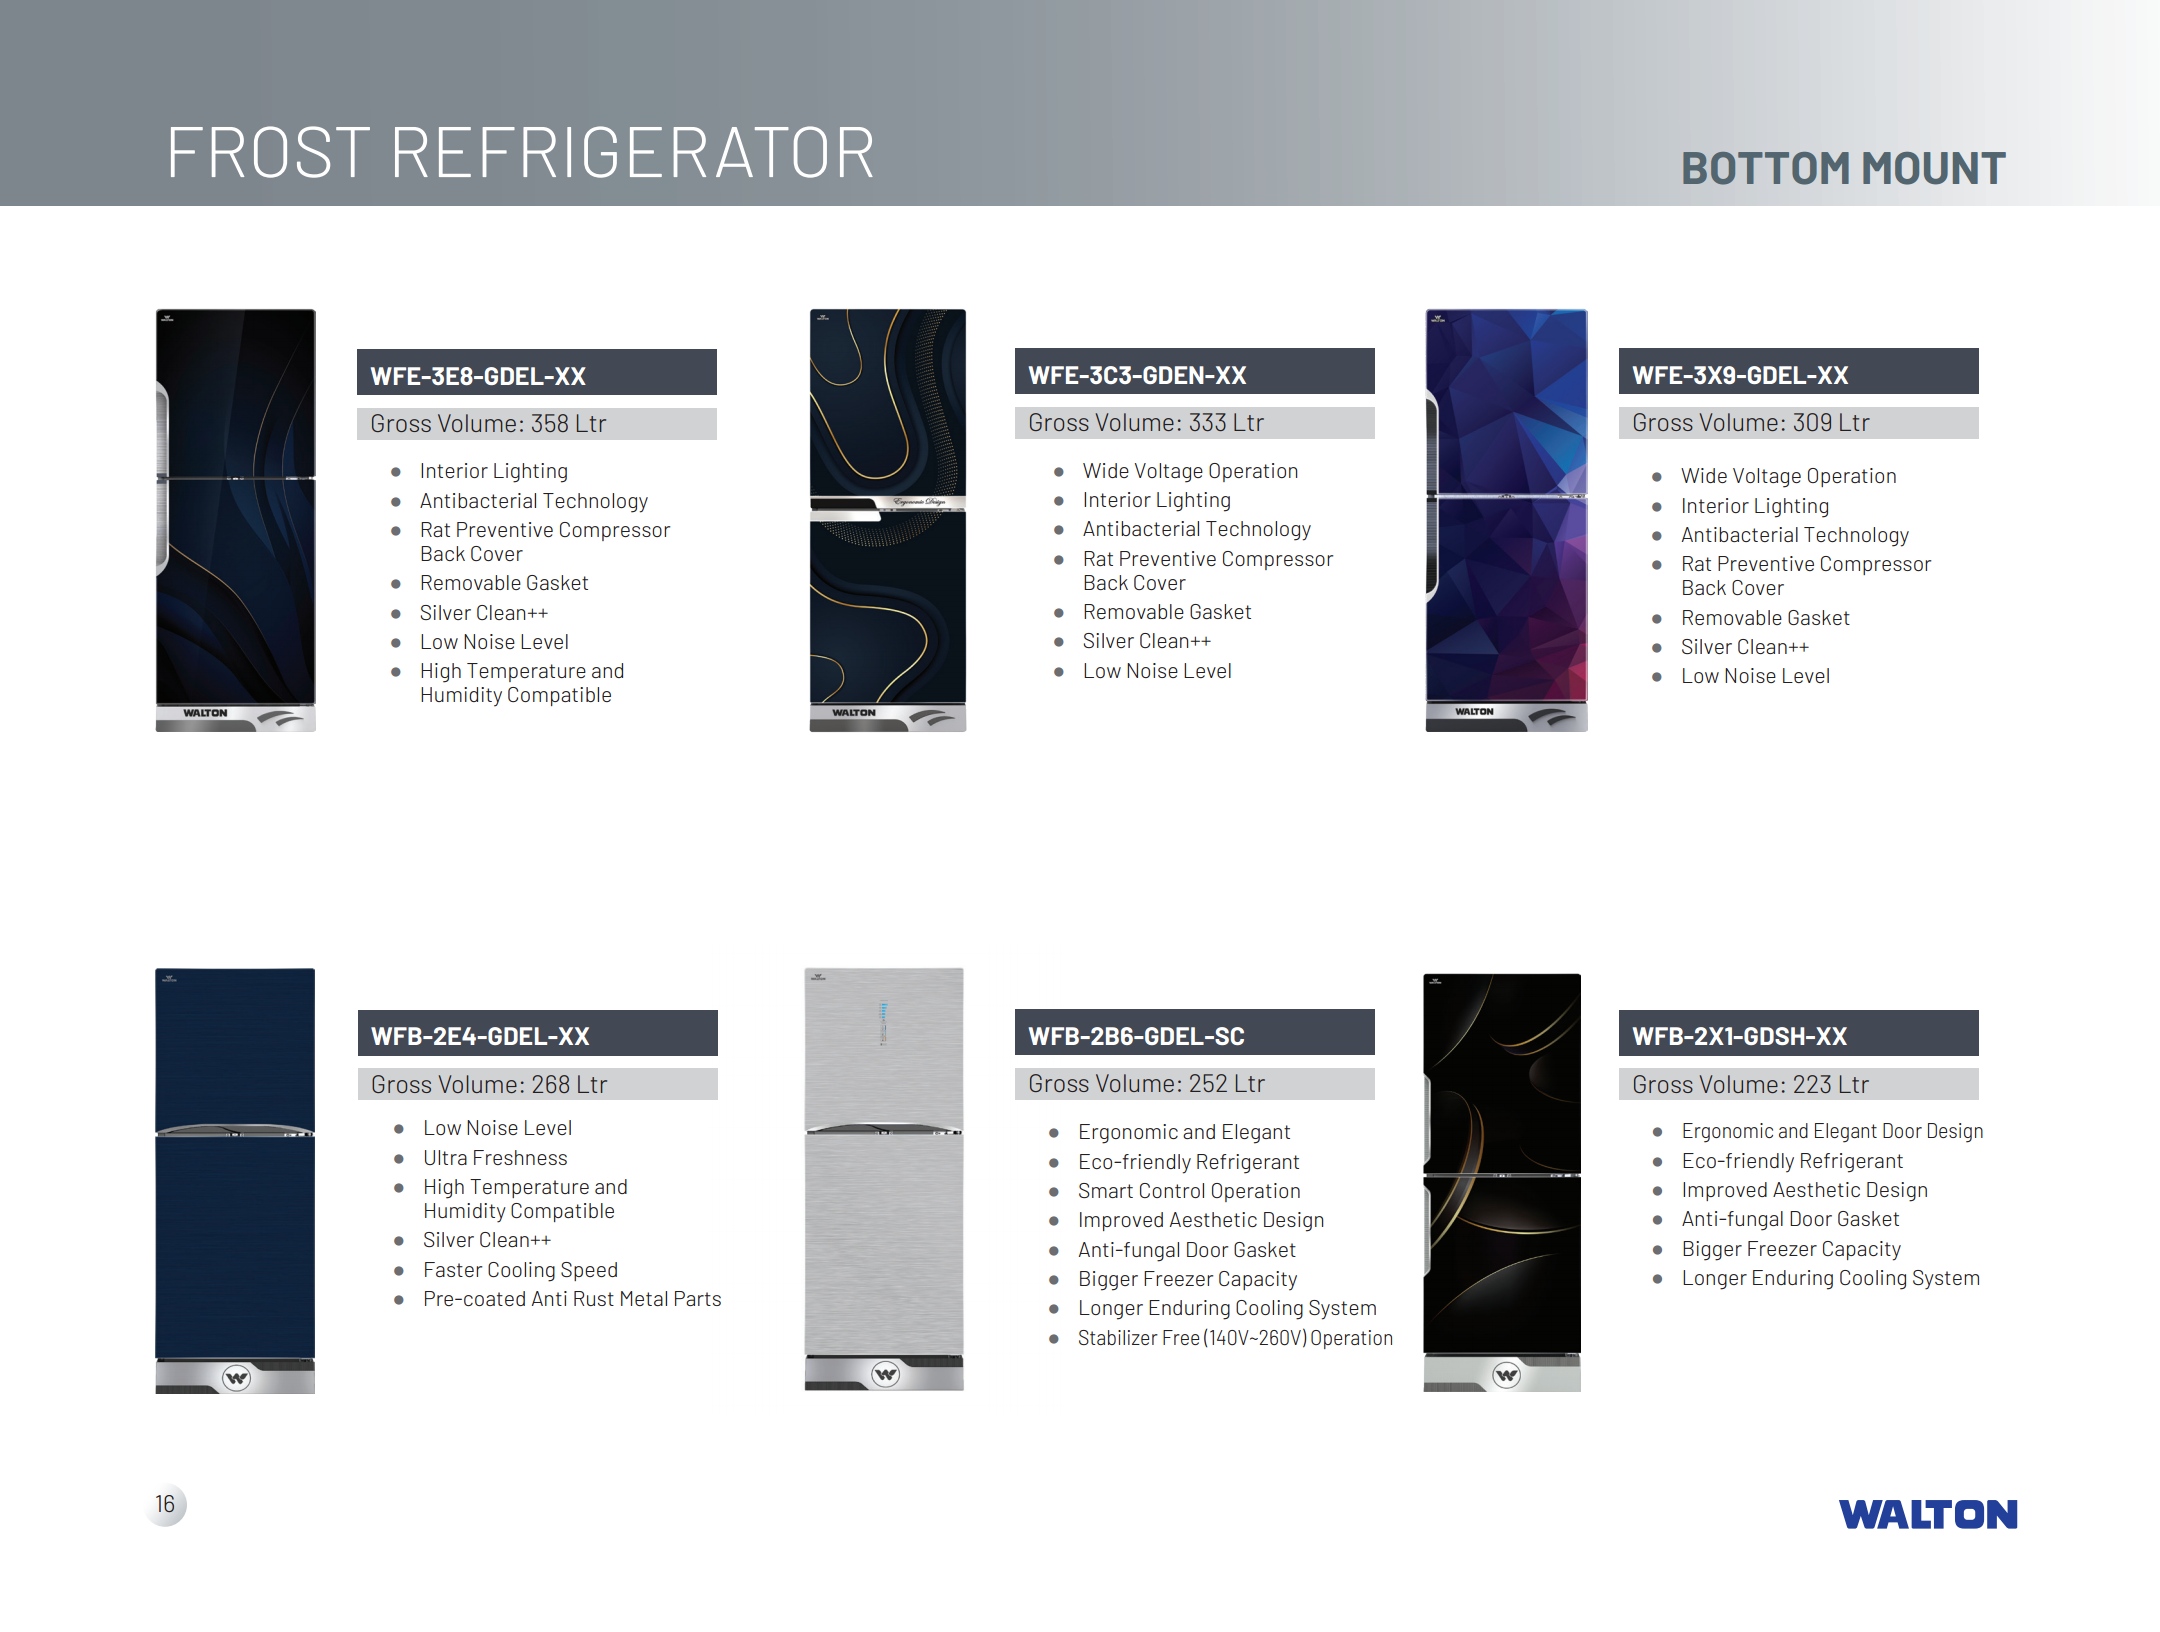 FROST REFRIGERATOR
BOTTOM MOUNT
WFE-3E8-GDEL-XX
Gross Volume: 358 Ltr
● Interior Lighting
● Antibacterial Technology
● Rat Preventive Compressor
Back Cover
● Removable Gasket
● Silver Clean++
● Low Noise Level
● High Temperature and
Humidity Compatible
WALTON
Ergonomic Design
WFE-3C3-GDEN-XX
Gross Volume: 333 Ltr
● Wide Voltage Operation
● Interior Lighting
● Antibacterial Technology
● Rat Preventive Compressor
Back Cover
● Removable Gasket
● Silver Clean++
● Low Noise Level
WALTON
WFE-3X9-GDEL-XX
Gross Volume: 309 Ltr
● Wide Voltage Operation
● Interior Lighting
● Antibacterial Technology
● Rat Preventive Compressor
Back Cover
● Removable Gasket
● Silver Clean++
● Low Noise Level
WALTON
WFB-2E4-GDEL-XX
Gross Volume: 268 Ltr
● Low Noise Level
● Ultra Freshness
● High Temperature and
Humidity Compatible
● Silver Clean++
● Faster Cooling Speed
● Pre-coated Anti Rust Metal Parts
W
WFB-2B6-GDEL-SC
Gross Volume: 252 Ltr
● Ergonomic and Elegant
● Eco-friendly Refrigerant
● Smart Control Operation
● Improved Aesthetic Design
● Anti-fungal Door Gasket
● Bigger Freezer Capacity
● Longer Enduring Cooling System
● Stabilizer Free (140V~260V) Operation
W
WFB-2X1-GDSH-XX
Gross Volume: 223 Ltr
● Ergonomic and Elegant Door Design
● Eco-friendly Refrigerant
● Improved Aesthetic Design
● Anti-fungal Door Gasket
● Bigger Freezer Capacity
● Longer Enduring Cooling System
W
16
WALTON